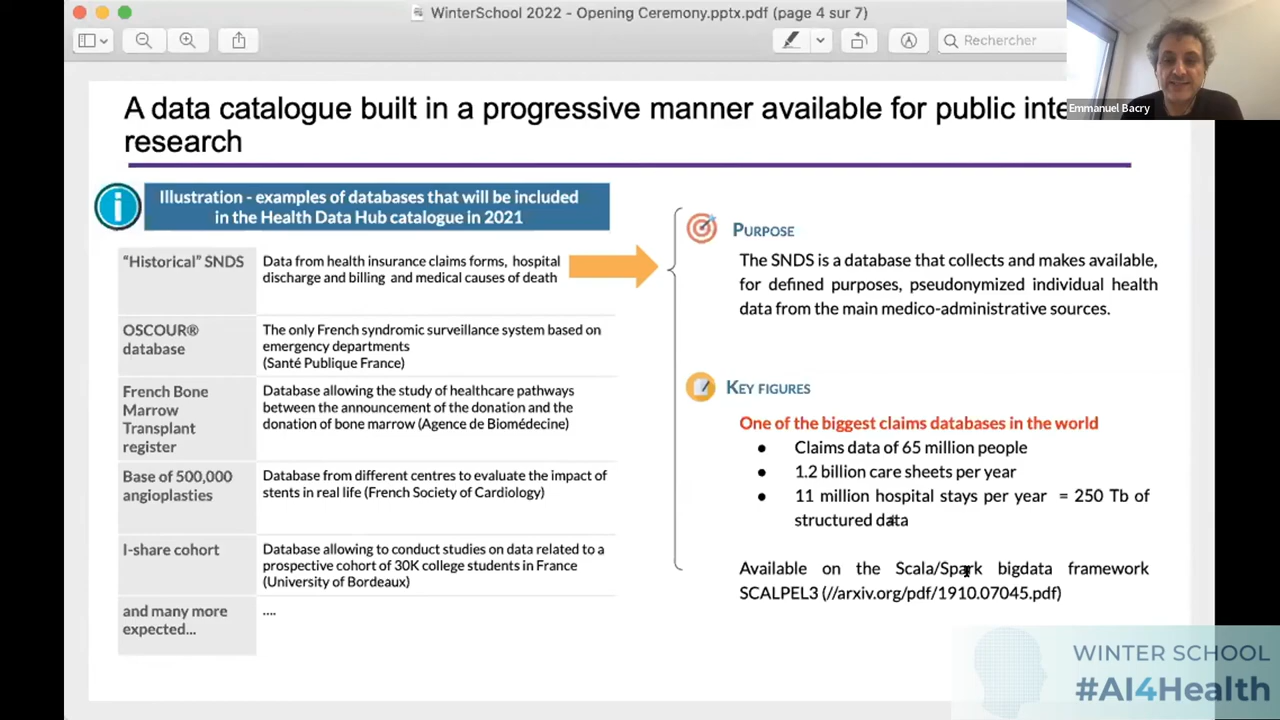 WinterSchool 2022 - Opening Ceremony.pptx.pdf (page 4 sur 7)
Rechercher
Emmanuel Bacry
A data catalogue built in a progressive manner available for public inte
research
Illustration - examples of databases that will be included
in the Health Data Hub catalogue in 2021
“Historical” SNDS
Data from health insurance claims forms, hospital
discharge and billing and medical causes of death
OSCOUR®
database
The only French syndromic surveillance system based on
emergency departments
(Santé Publique France)
French Bone
Marrow
Transplant
register
Database allowing the study of healthcare pathways
between the announcement of the donation and the
donation of bone marrow (Agence de Biomédecine)
Base of 500,000
angioplasties
Database from different centres to evaluate the impact of
stents in real life (French Society of Cardiology)
I-share cohort
Database allowing to conduct studies on data related to a
prospective cohort of 30K college students in France
(University of Bordeaux)
and many more
expected...
....
PURPOSE
The SNDS is a database that collects and makes available,
for defined purposes, pseudonymized individual health
data from the main medico-administrative sources.
KEY FIGURES
One of the biggest claims databases in the world
● Claims data of 65 million people
● 1.2 billion care sheets per year
● 11 million hospital stays per year = 250 Tb of
structured data
Available on the Scala/Spark bigdata framework
SCALPEL3 (//arxiv.org/pdf/1910.07045.pdf)
WINTER SCHOOL
#AI4Health